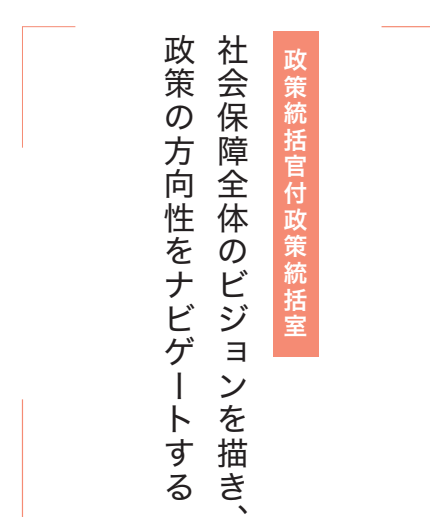 政策統括官付政策統括室
社会保障全体のビジョンを描き、
政策の方向性をナビゲートする